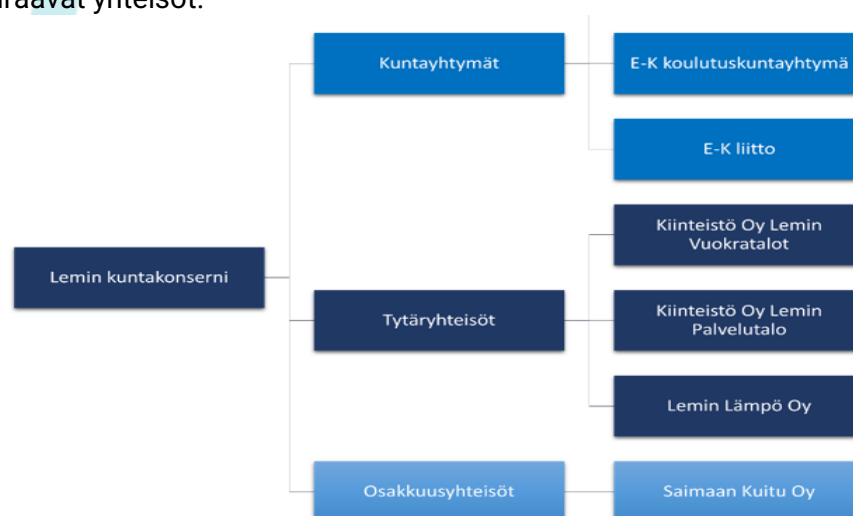 yhteisöt:
Kuntayhtymät
E-K koulutuskuntayhtymä
E-K liitto
Lemin kuntakonserni
Tytäryhteisöt
Kiinteistö Oy Lemin
Vuokratalot
Kiinteistö Oy Lemin
Palvelutalo
Lemin Lämpö Oy
Osakkuusyhteisöt
Saimaan Kuitu Oy